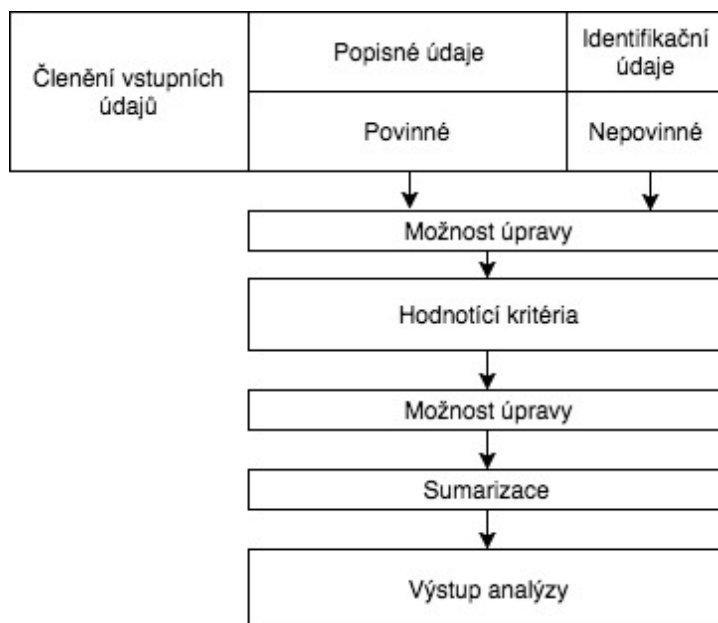 Členění vstupních
údajů
Popisné údaje
Identifikační
údaje
Povinné
Nepovinné
Možnost úpravy
Hodnotící kritéria
Možnost úpravy
Sumarizace
Výstup analýzy